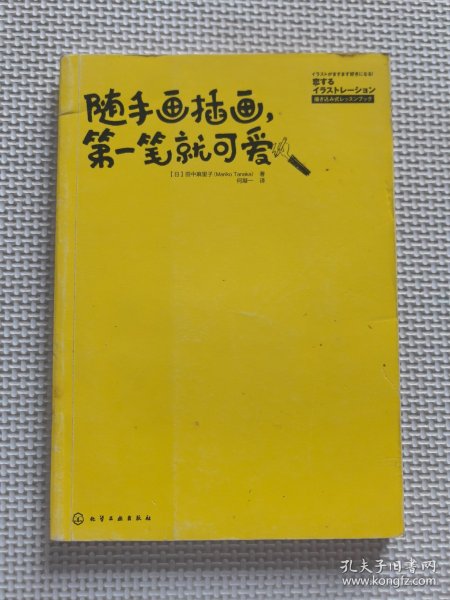 イラストがますます好きになる!
恋する
イラストレーション
描き込み式レッスンブック
随手画插画,
第一笔就可爱
【日】田中麻里子(Mariko Tanaka) 著
何凝一 译
化学工业出版社
孔夫子旧书网
www.kongfz.com